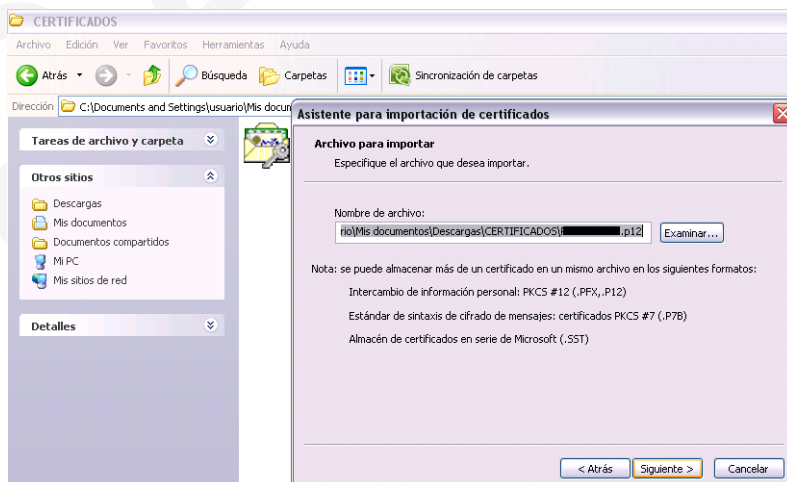 CERTIFICADOS
Archivo Edición Ver Favoritos Herramientas Ayuda
Atrás Búsqueda Carpetas Sincronización de carpetas
Dirección C:\Documents and Settings\usuario\Mis docun
Asistente para importación de certificados
Tareas de archivo y carpeta
Otros sitios
Descargas
Mis documentos
Documentos compartidos
Mi PC
Mis sitios de red
Detalles
Archivo para importar
Especifique el archivo que desea importar.
Nombre de archivo:
rio\Mis documentos\Descargas\CERTIFICADOS\ .p12 Examinar...
Nota: se puede almacenar más de un certificado en un mismo archivo en los siguientes formatos:
Intercambio de información personal: PKCS #12 (.PFX,.P12)
Estándar de sintaxis de cifrado de mensajes: certificados PKCS #7 (.P7B)
Almacén de certificados en serie de Microsoft (.SST)
< Atrás Siguiente > Cancelar